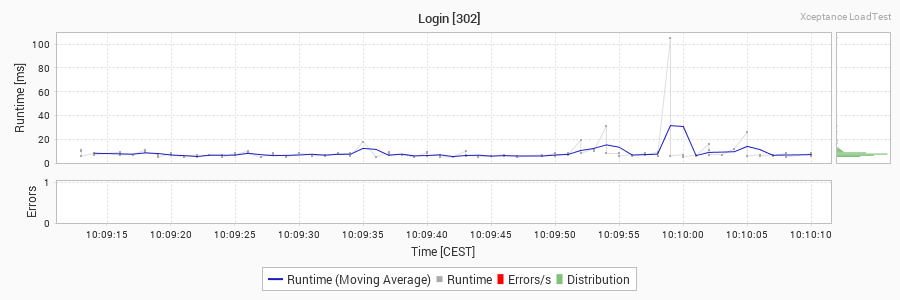 Login [302]
Xceptance LoadTest
Runtime [ms]
100
80
60
40
20
0
Errors
1
0
10:09:15 10:09:20 10:09:25 10:09:30 10:09:35 10:09:40 10:09:45 10:09:50 10:09:55 10:10:00 10:10:05 10:10:10
Time [CEST]
Runtime (Moving Average) Runtime Errors/s Distribution